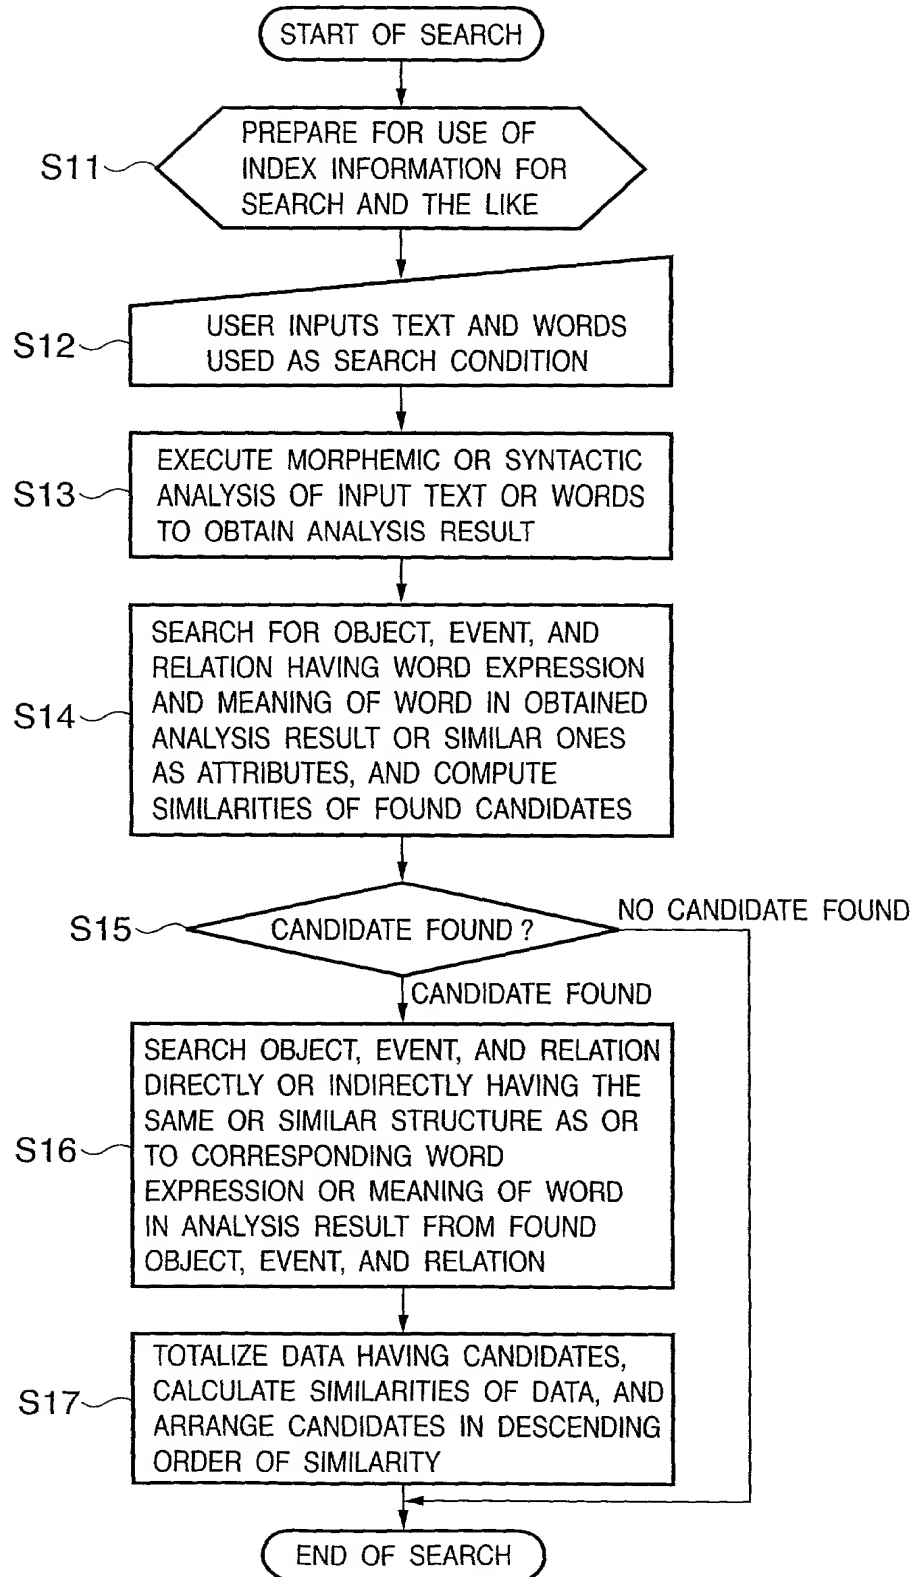 START OF SEARCH
S11
PREPARE FOR USE OF
INDEX INFORMATION FOR
SEARCH AND THE LIKE
S12
USER INPUTS TEXT AND WORDS
USED AS SEARCH CONDITION
S13
EXECUTE MORPHEMIC OR SYNTACTIC
ANALYSIS OF INPUT TEXT OR WORDS
TO OBTAIN ANALYSIS RESULT
S14
SEARCH FOR OBJECT, EVENT, AND
RELATION HAVING WORD EXPRESSION
AND MEANING OF WORD IN OBTAINED
ANALYSIS RESULT OR SIMILAR ONES
AS ATTRIBUTES, AND COMPUTE
SIMILARITIES OF FOUND CANDIDATES
S15
CANDIDATE FOUND ?
NO CANDIDATE FOUND
CANDIDATE FOUND
S16
SEARCH OBJECT, EVENT, AND RELATION
DIRECTLY OR INDIRECTLY HAVING THE
SAME OR SIMILAR STRUCTURE AS OR
TO CORRESPONDING WORD
EXPRESSION OR MEANING OF WORD
IN ANALYSIS RESULT FROM FOUND
OBJECT, EVENT, AND RELATION
S17
TOTALIZE DATA HAVING CANDIDATES,
CALCULATE SIMILARITIES OF DATA, AND
ARRANGE CANDIDATES IN DESCENDING
ORDER OF SIMILARITY
END OF SEARCH